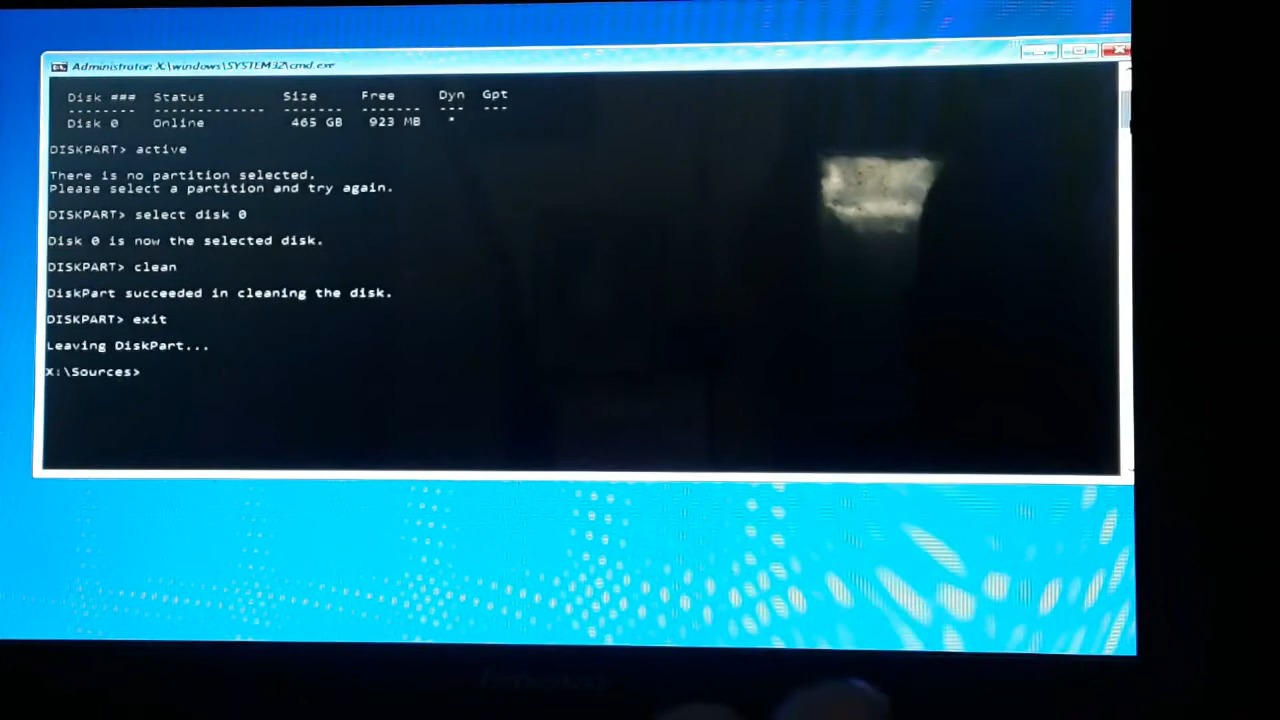 Administrator: X:\windows\SYSTEM32\cmd.exe
Disk ### Status Size Free Dyn Gpt
-------- ------------- ------- ------- --- ---
Disk 0 Online 465 GB 923 MB *
DISKPART> active
There is no partition selected.
Please select a partition and try again.
DISKPART> select disk 0
Disk 0 is now the selected disk.
DISKPART> clean
DiskPart succeeded in cleaning the disk.
DISKPART> exit
Leaving DiskPart...
X:\Sources>